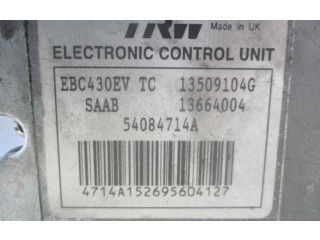 TRW
Made in UK
ELECTRONIC CONTROL UNIT
EBC430EV TC 13509104G
SAAB 13664004
54084714A
4714A152695604127